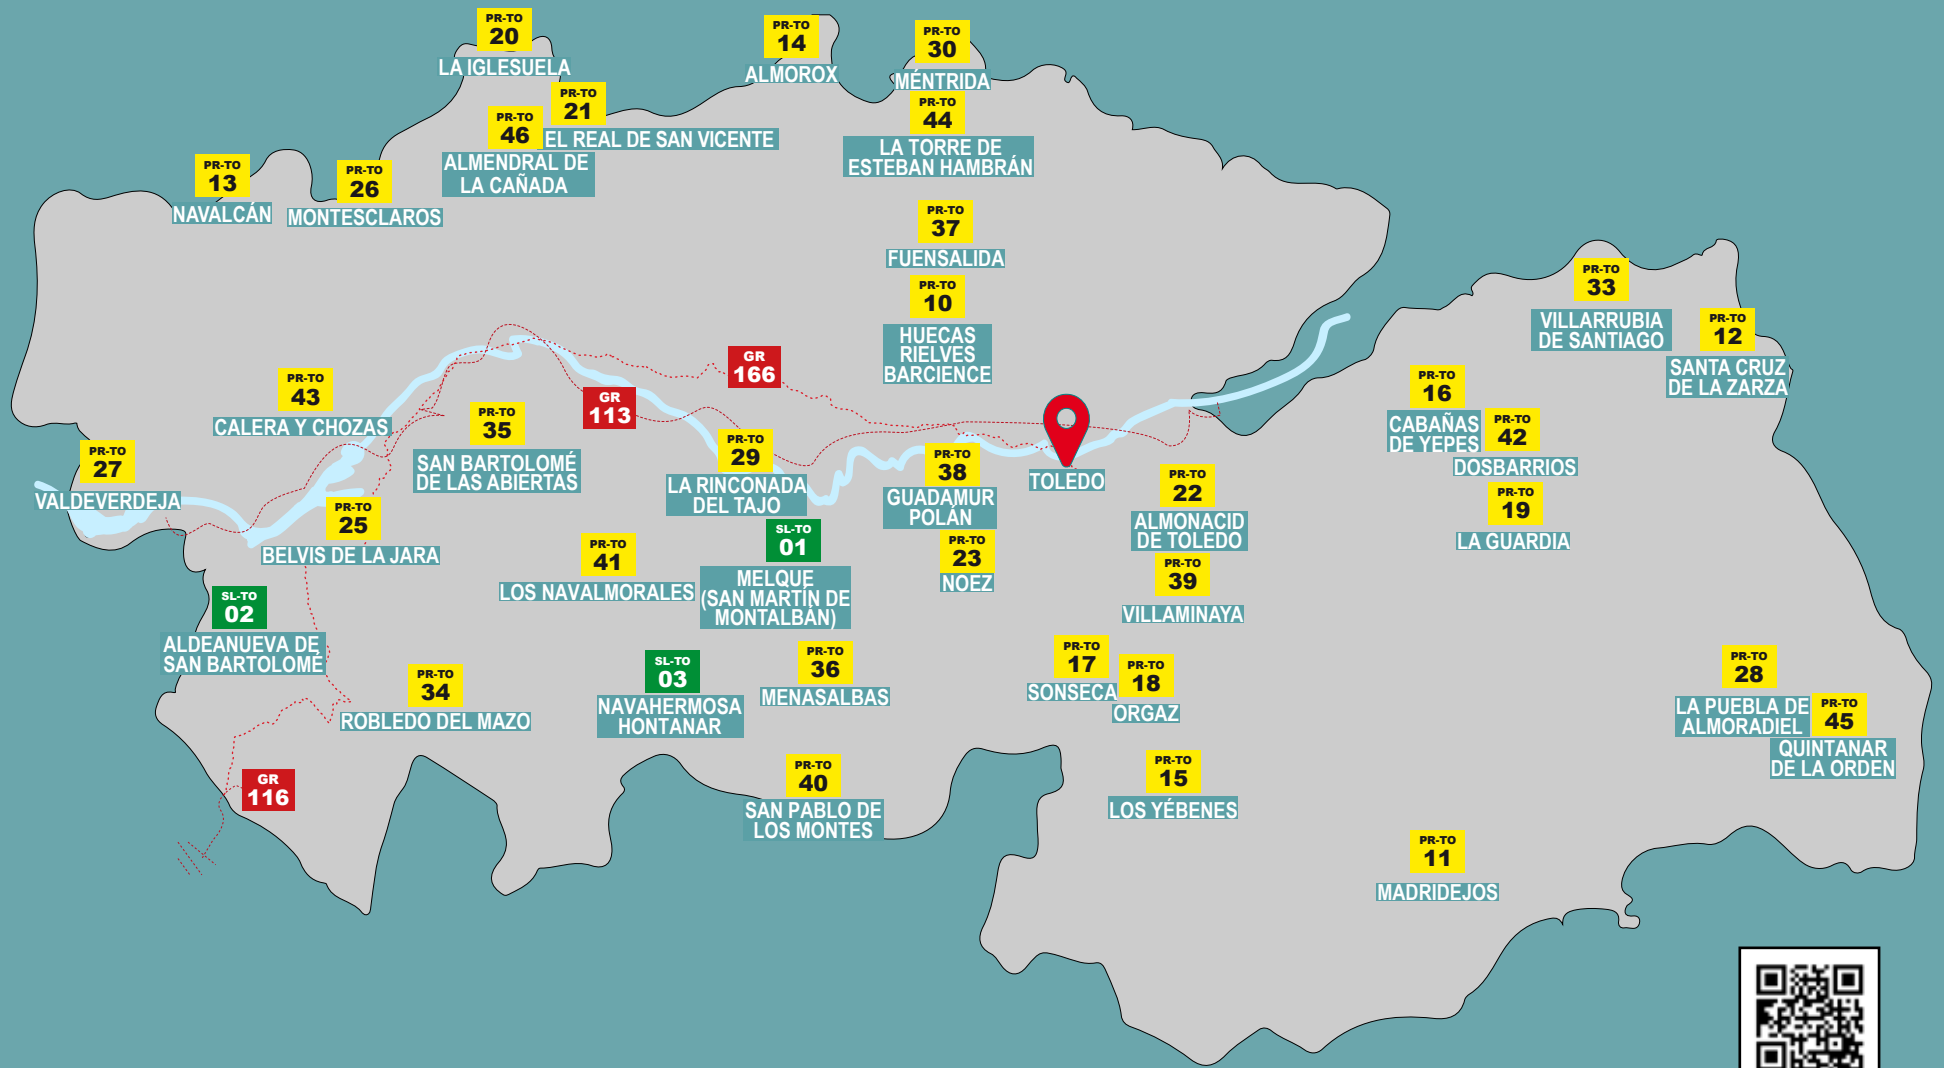 PR-TO
20
LA IGLESUELA
PR-TO
14
ALMOROX
PR-TO
30
MÉNTRIDA
PR-TO
21
EL REAL DE SAN VICENTE
PR-TO
46
ALMENDRAL DE
LA CAÑADA
PR-TO
44
LA TORRE DE
ESTEBAN HAMBRÁN
PR-TO
13
NAVALCÁN
PR-TO
26
MONTESCLAROS
PR-TO
37
FUENSALIDA
PR-TO
10
HUECAS
RIELVES
BARCIENCE
PR-TO
33
VILLARRUBIA
DE SANTIAGO
PR-TO
12
SANTA CRUZ
DE LA ZARZA
GR
166
GR
113
PR-TO
43
CALERA Y CHOZAS
PR-TO
35
SAN BARTOLOMÉ
DE LAS ABIERTAS
PR-TO
16
CABAÑAS
DE YEPES
PR-TO
42
DOSBARRIOS
PR-TO
27
VALDEVERDEJA
PR-TO
29
LA RINCONADA
DEL TAJO
PR-TO
38
GUADAMUR
POLÁN
TOLEDO
PR-TO
22
ALMONACID
DE TOLEDO
PR-TO
19
LA GUARDIA
PR-TO
25
BELVIS DE LA JARA
PR-TO
41
LOS NAVALMORALES
SL-TO
01
MELQUE
(SAN MARTÍN DE
MONTALBÁN)
PR-TO
23
NOEZ
PR-TO
39
VILLAMINAYA
SL-TO
02
ALDEANUEVA DE
SAN BARTOLOMÉ
PR-TO
34
ROBLEDO DEL MAZO
SL-TO
03
NAVAHERMOSA
HONTANAR
PR-TO
36
MENASALBAS
PR-TO
17
SONSECA
PR-TO
18
ORGAZ
PR-TO
28
LA PUEBLA DE
ALMORADIEL
PR-TO
45
QUINTANAR
DE LA ORDEN
GR
116
PR-TO
40
SAN PABLO DE
LOS MONTES
PR-TO
15
LOS YÉBENES
PR-TO
11
MADRIDEJOS